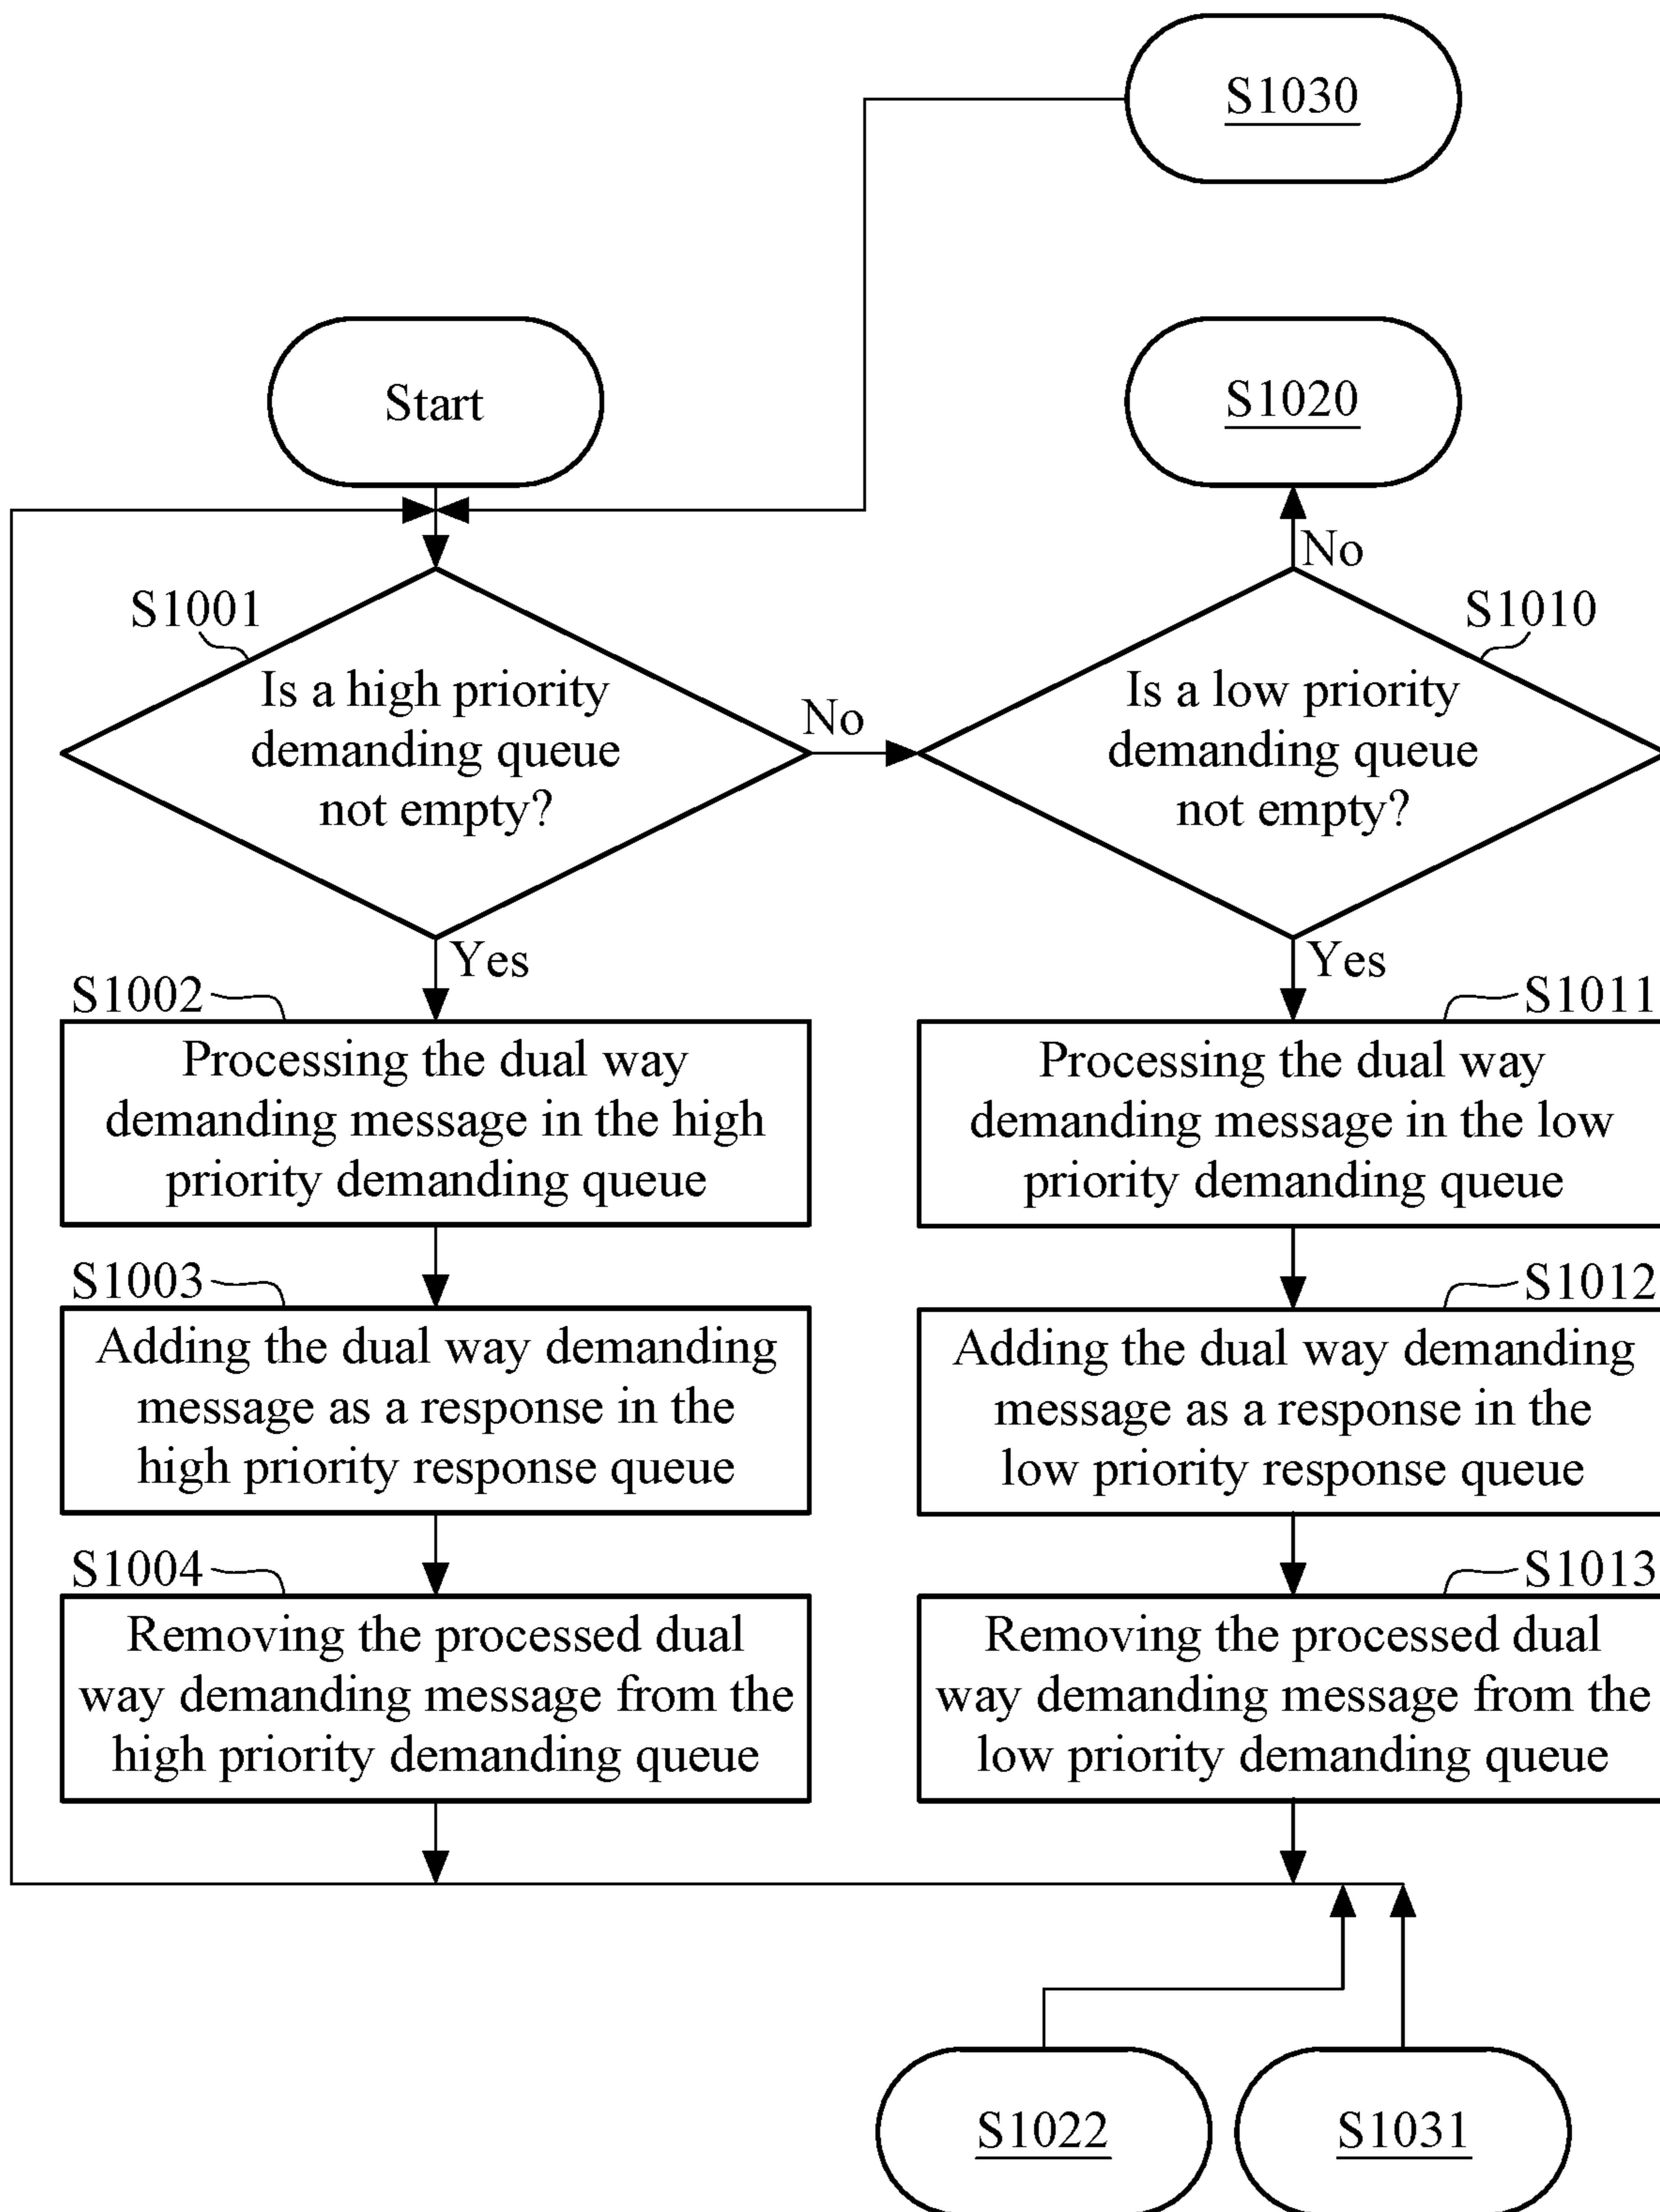 S1030
Start
S1020
No
S1001
S1010
Is a high priority
demanding queue
not empty?
No
Is a low priority
demanding queue
not empty?
Yes
Yes
S1002
S1011
Processing the dual way
demanding message in the high
priority demanding queue
Processing the dual way
demanding message in the low
priority demanding queue
S1003
S1012
Adding the dual way demanding
message as a response in the
high priority response queue
Adding the dual way demanding
message as a response in the
low priority response queue
S1004
S1013
Removing the processed dual
way demanding message from the
high priority demanding queue
Removing the processed dual
way demanding message from the
low priority demanding queue
S1022
S1031